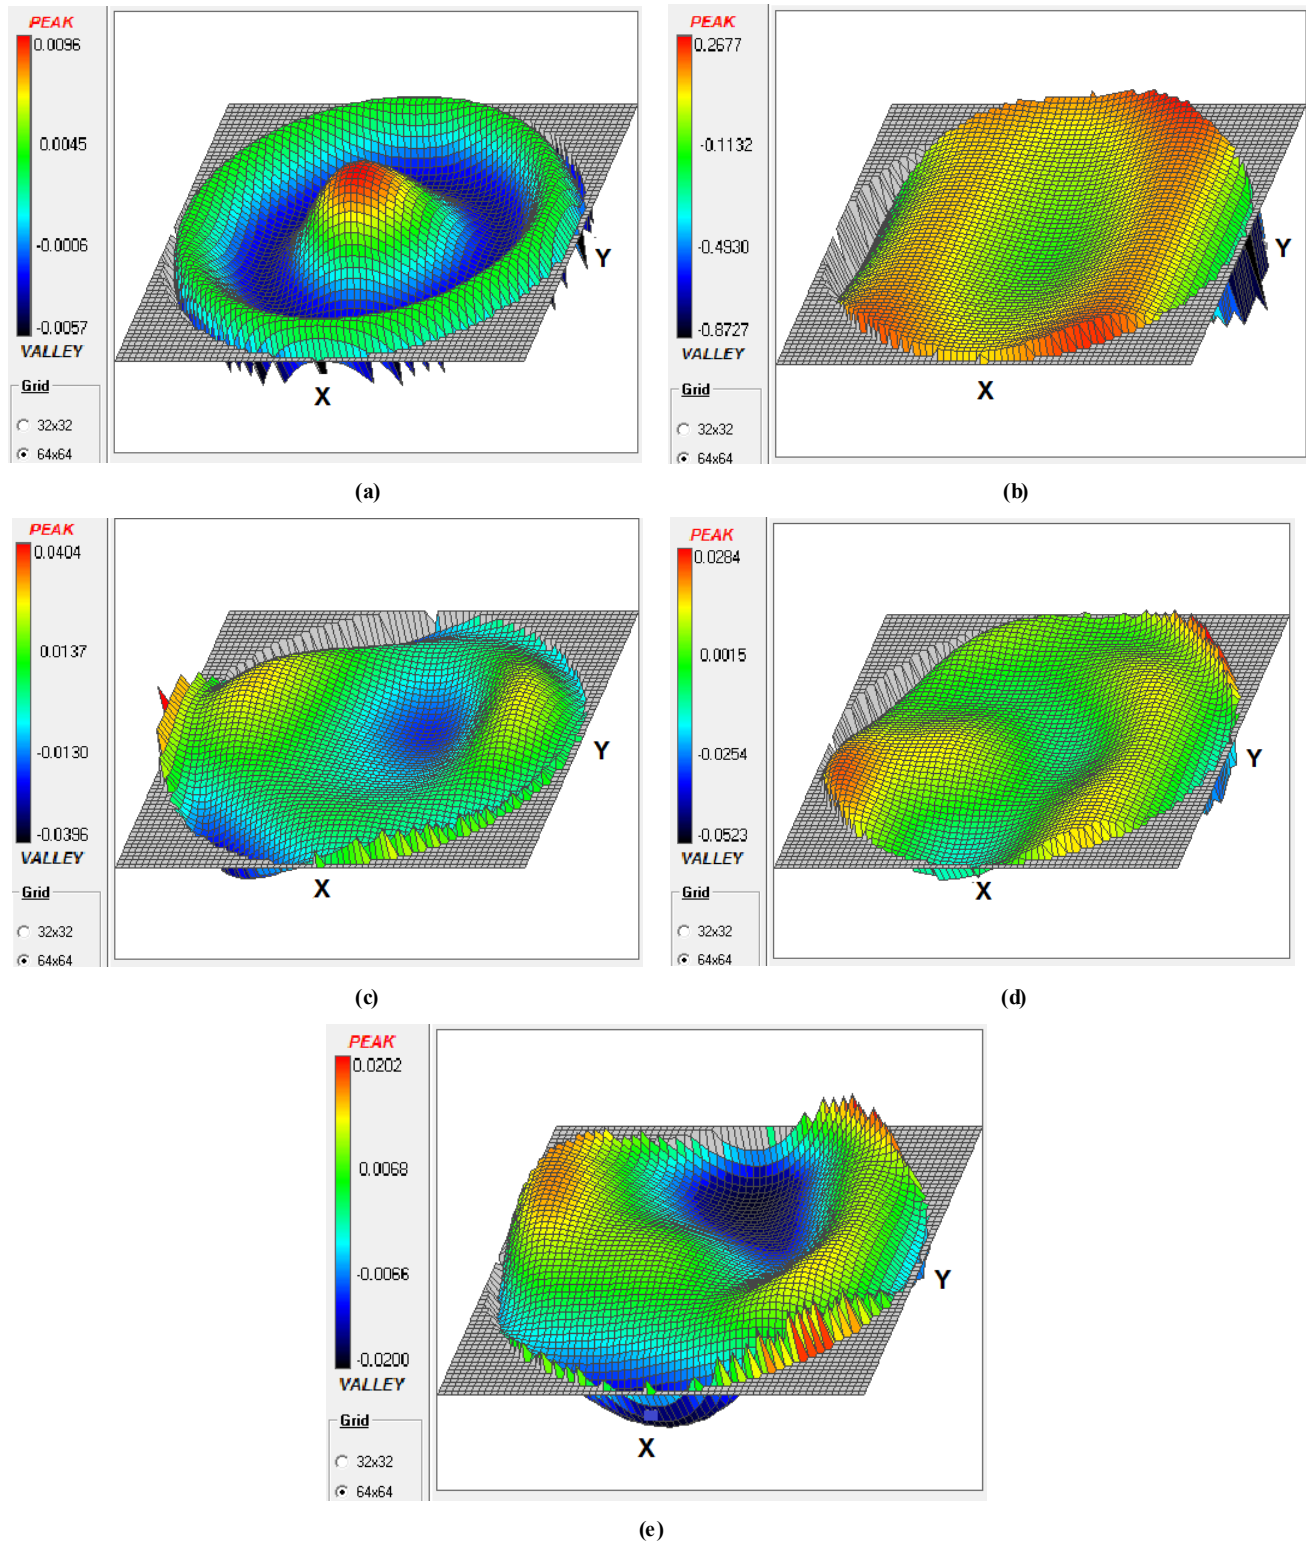 PEAK
0.0096
0.0045
-0.0006
-0.0057
VALLEY
Grid
32x32
64x64
X
Y
(a)
PEAK
0.2677
-0.1132
-0.4930
-0.8727
VALLEY
Grid
32x32
64x64
X
Y
(b)
PEAK
0.0404
0.0137
-0.0130
-0.0396
VALLEY
Grid
32x32
64x64
X
Y
(c)
PEAK
0.0284
0.0015
-0.0254
-0.0523
VALLEY
Grid
32x32
64x64
X
Y
(d)
PEAK
0.0202
0.0068
-0.0066
-0.0200
VALLEY
Grid
32x32
64x64
X
Y
(e)